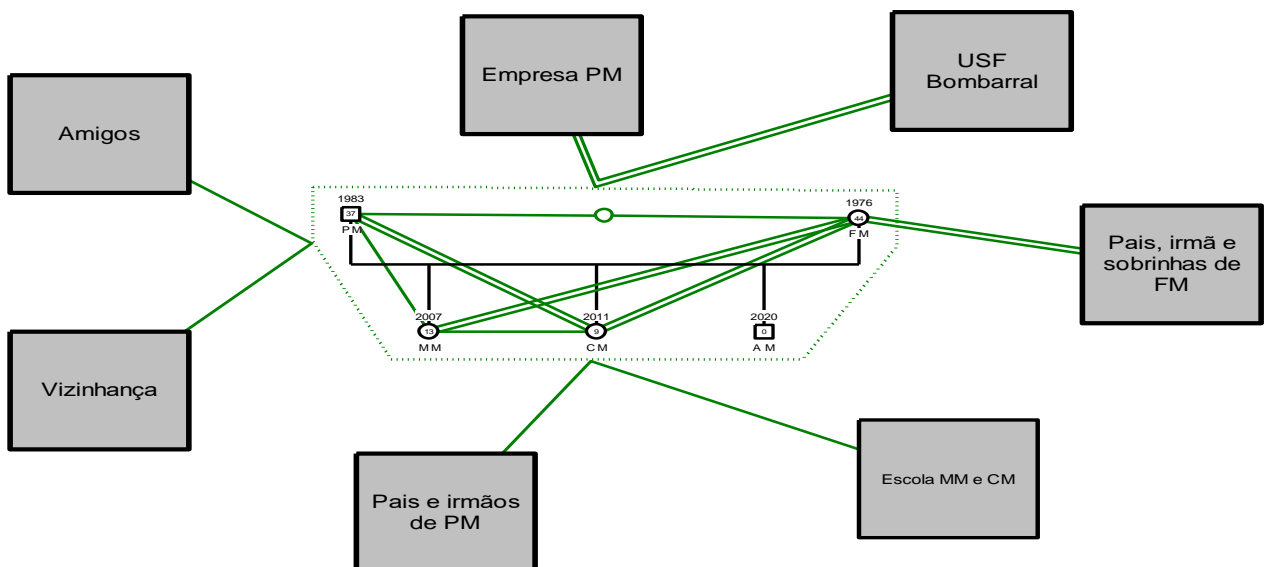 Empresa PM
USF
Bombarral
Amigos
1983
37
PM
1976
44
FM
Pais, irmã e
sobrinhas de
FM
2007
13
MM
2011
9
CM
2020
0
AM
Vizinhança
Pais e irmãos
de PM
Escola MM e CM